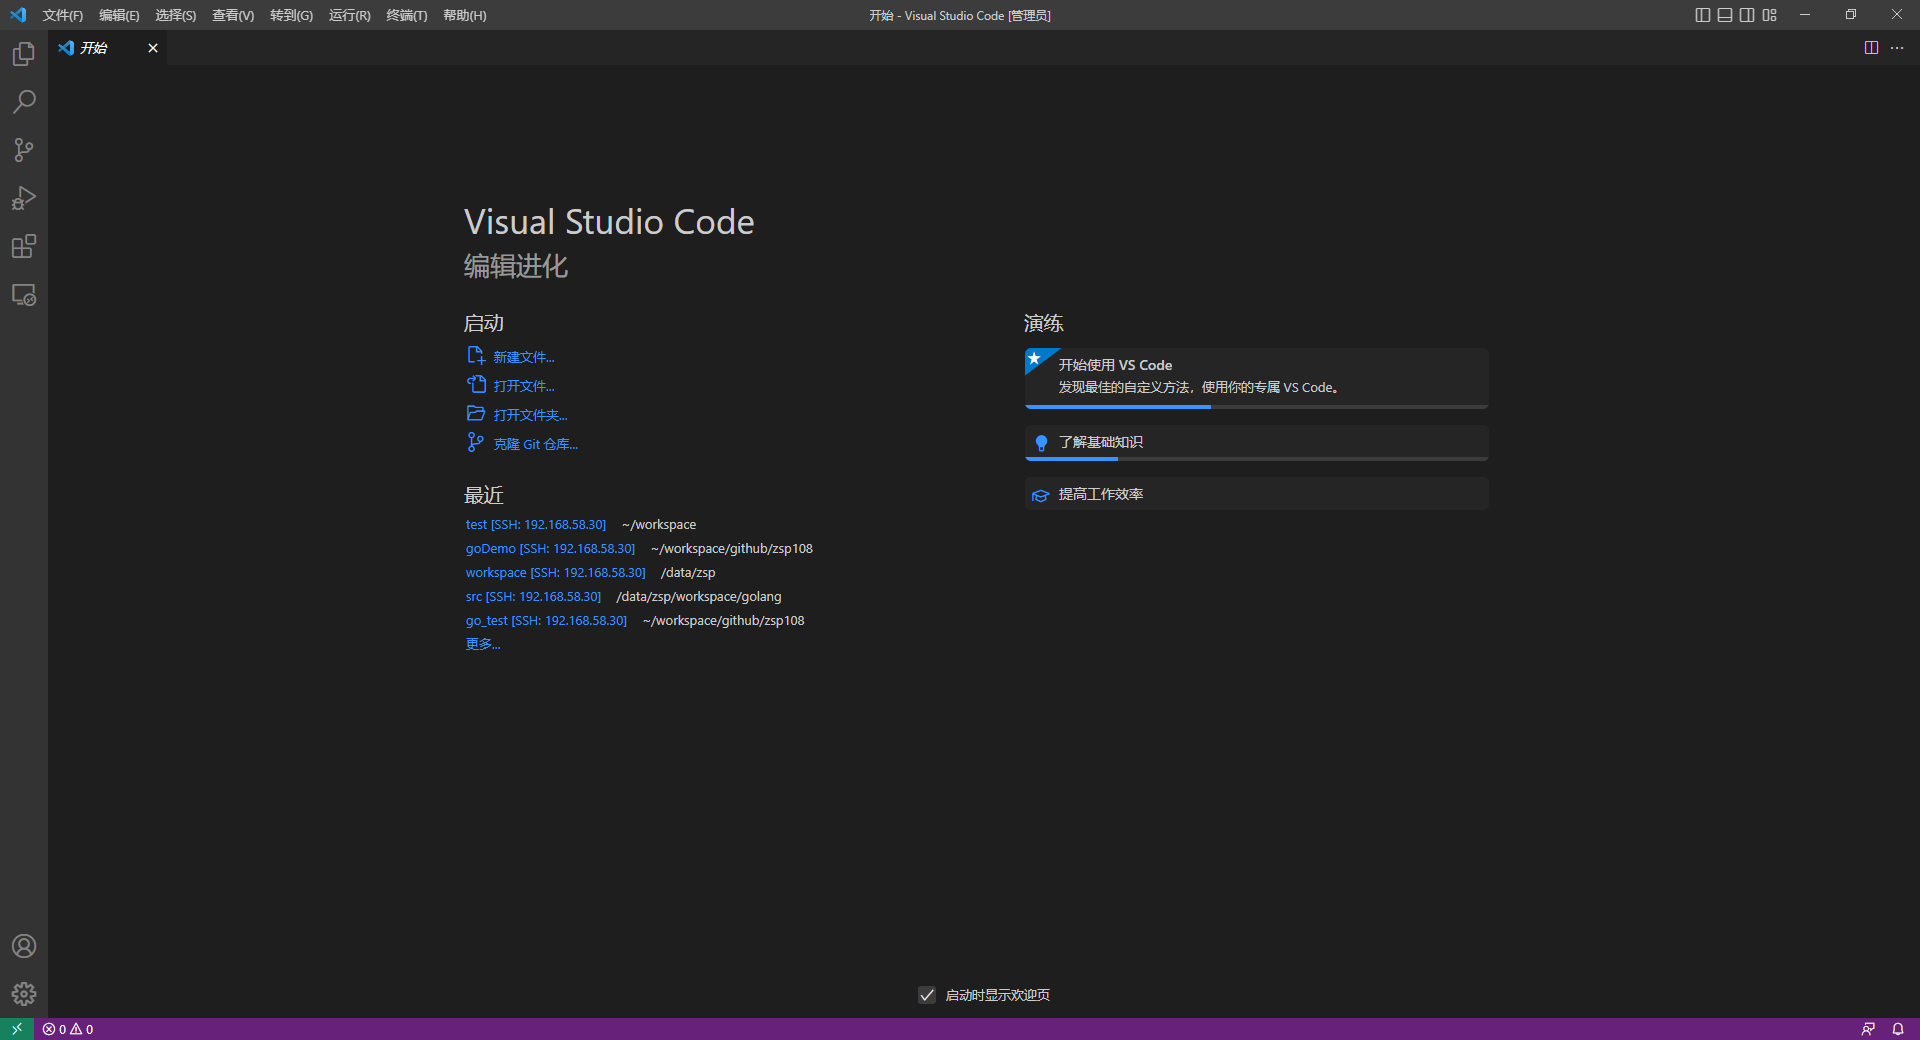 文件(F) 编辑(E) 选择(S) 查看(V) 转到(G) 运行(R) 终端(T) 帮助(H) 开始 - Visual Studio Code [管理员]
开始
Visual Studio Code
编辑进化
启动
新建文件...
打开文件...
打开文件夹...
克隆 Git 仓库...
最近
test [SSH: 192.168.58.30] ~/workspace
goDemo [SSH: 192.168.58.30] ~/workspace/github/zsp108
workspace [SSH: 192.168.58.30] /data/zsp
src [SSH: 192.168.58.30] /data/zsp/workspace/golang
go_test [SSH: 192.168.58.30] ~/workspace/github/zsp108
更多...
演练
开始使用 VS Code
发现最佳的自定义方法，使用你的专属 VS Code。
了解基础知识
提高工作效率
启动时显示欢迎页
0 0